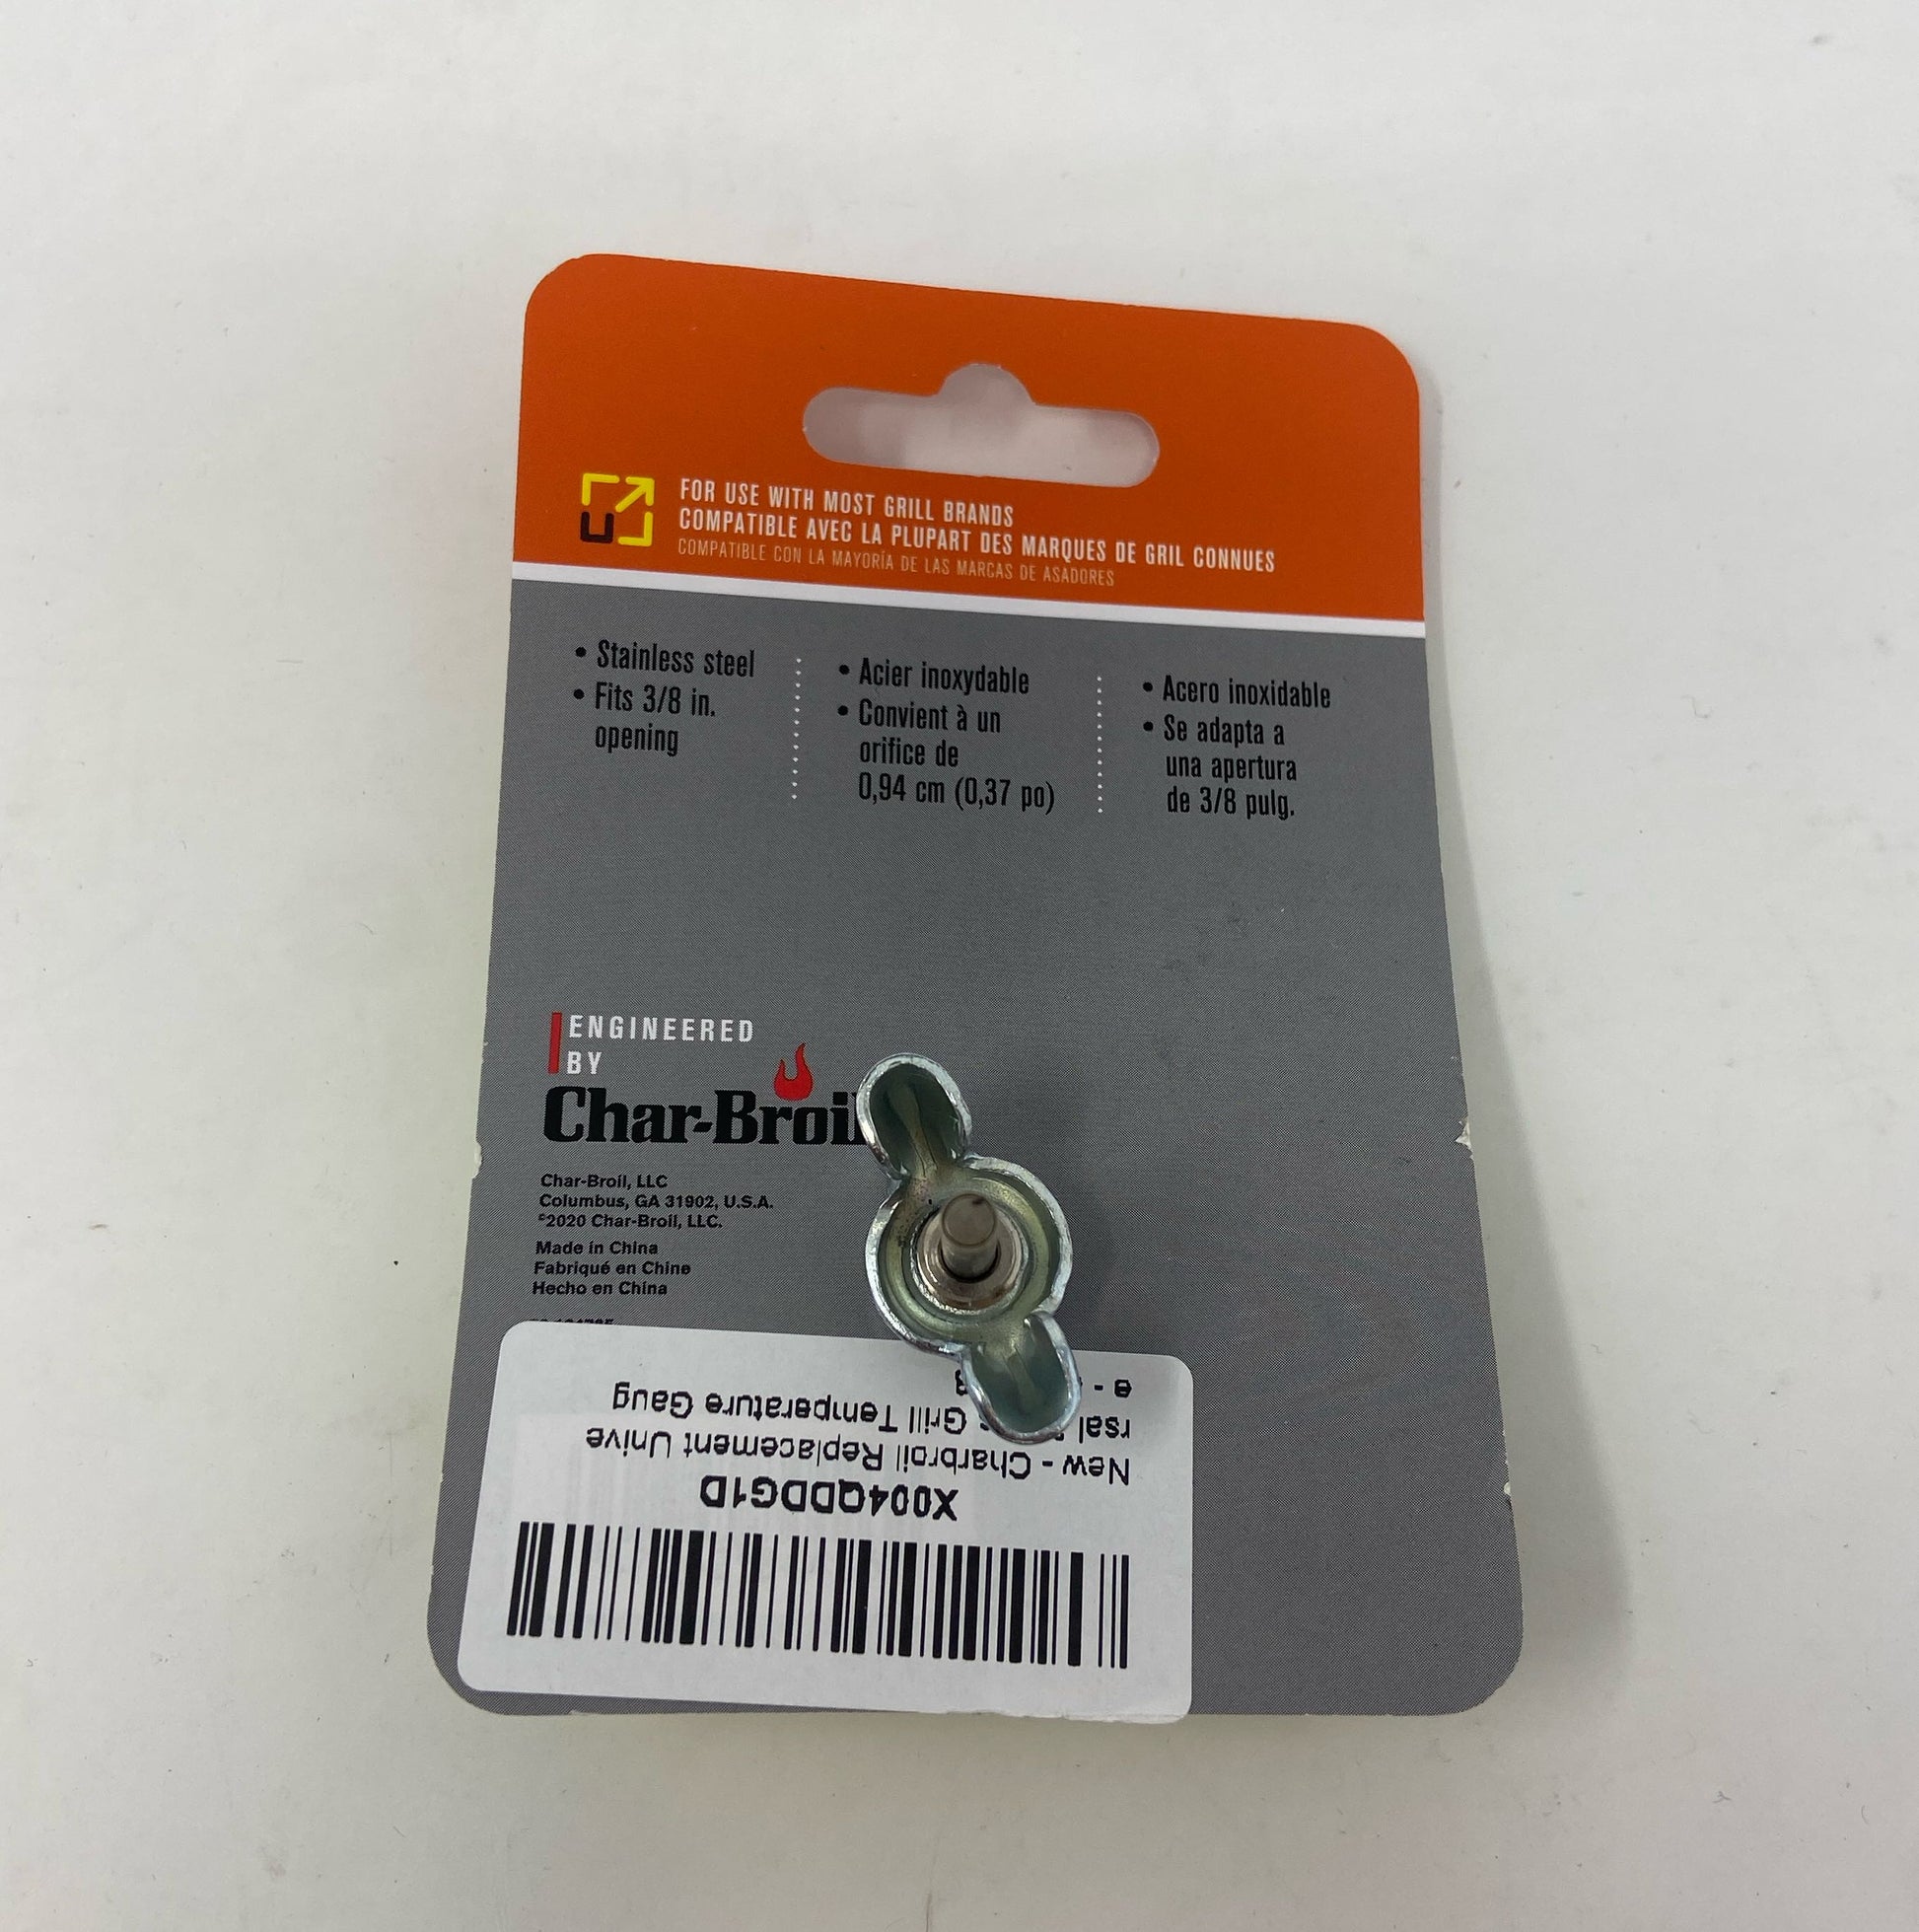 FOR USE WITH MOST GRILL BRANDS
COMPATIBLE AVEC LA PLUPART DES MARQUES DE GRIL CONNUES
COMPATIBLE CON LA MAYORÍA DE LAS MARCAS DE ASADORES
• Stainless steel
• Fits 3/8 in.
opening
• Acier inoxydable
• Convient à un
orifice de
0,94 cm (0,37 po)
• Acero inoxidable
• Se adapta a
una apertura
de 3/8 pulg.
ENGINEERED
BY
Char-Broil
Char-Broil, LLC
Columbus, GA 31902, U.S.A.
©2020 Char-Broil, LLC.
Made in China
Fabriqué en Chine
Hecho en China
X004QDDG1D
New - Charbroil Replacement Unive
rsal Grill Temperature Gaug
e -